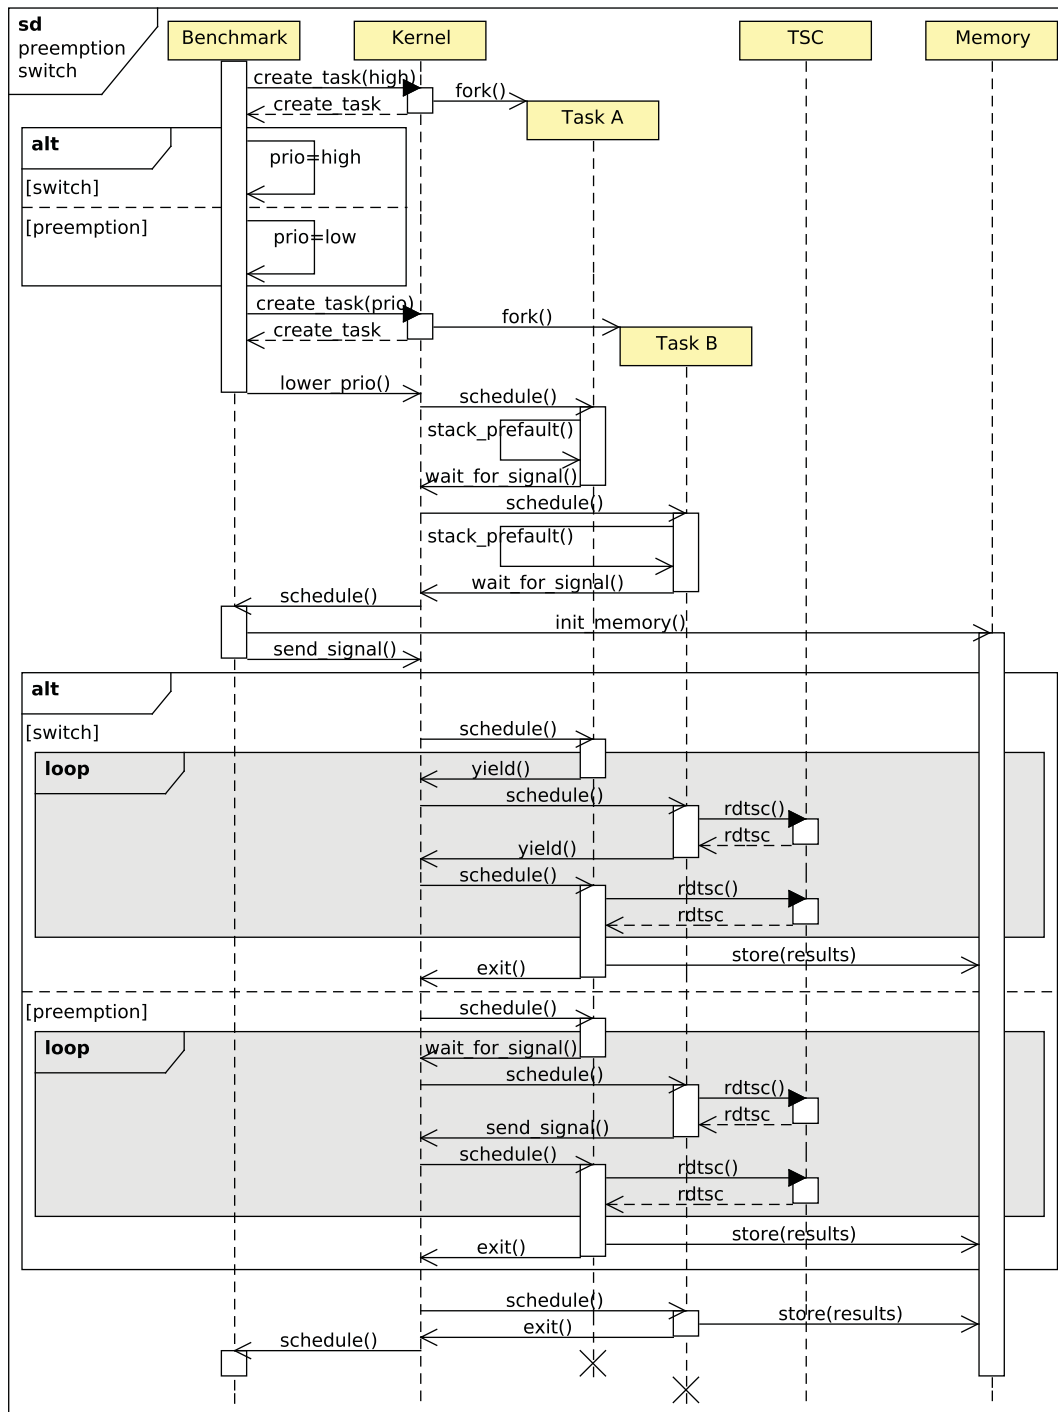 sd
preemption
switch
Benchmark
Kernel
TSC
Memory
create_task(high)
fork()
create_task
Task A
alt
prio=high
[switch]
[preemption]
prio=low
create_task(prio)
fork()
create_task
Task B
lower_prio()
schedule()
stack_prefault()
wait_for_signal()
schedule()
stack_prefault()
wait_for_signal()
schedule()
init_memory()
send_signal()
alt
[switch]
schedule()
loop
yield()
schedule()
rdtsc()
rdtsc
yield()
schedule()
rdtsc()
rdtsc
store(results)
exit()
[preemption]
schedule()
loop
wait_for_signal()
schedule()
rdtsc()
rdtsc
send_signal()
schedule()
rdtsc()
rdtsc
store(results)
exit()
schedule()
store(results)
exit()
schedule()